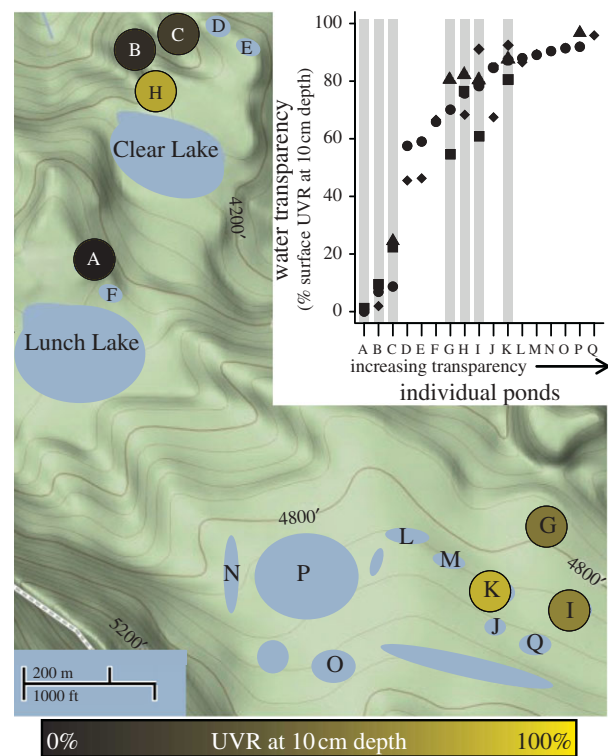 B C D E
H
Clear Lake
4200'
A
F
Lunch Lake
water transparency
(% surface UVR at 10 cm depth)
100
80
60
40
20
0
A B C D E F G H I J K L M N O P Q
increasing transparency
individual ponds
4800'
L
G
M
N P K
4800'
I
J
5200'
O Q
200 m
1000 ft
0% UVR at 10 cm depth 100%